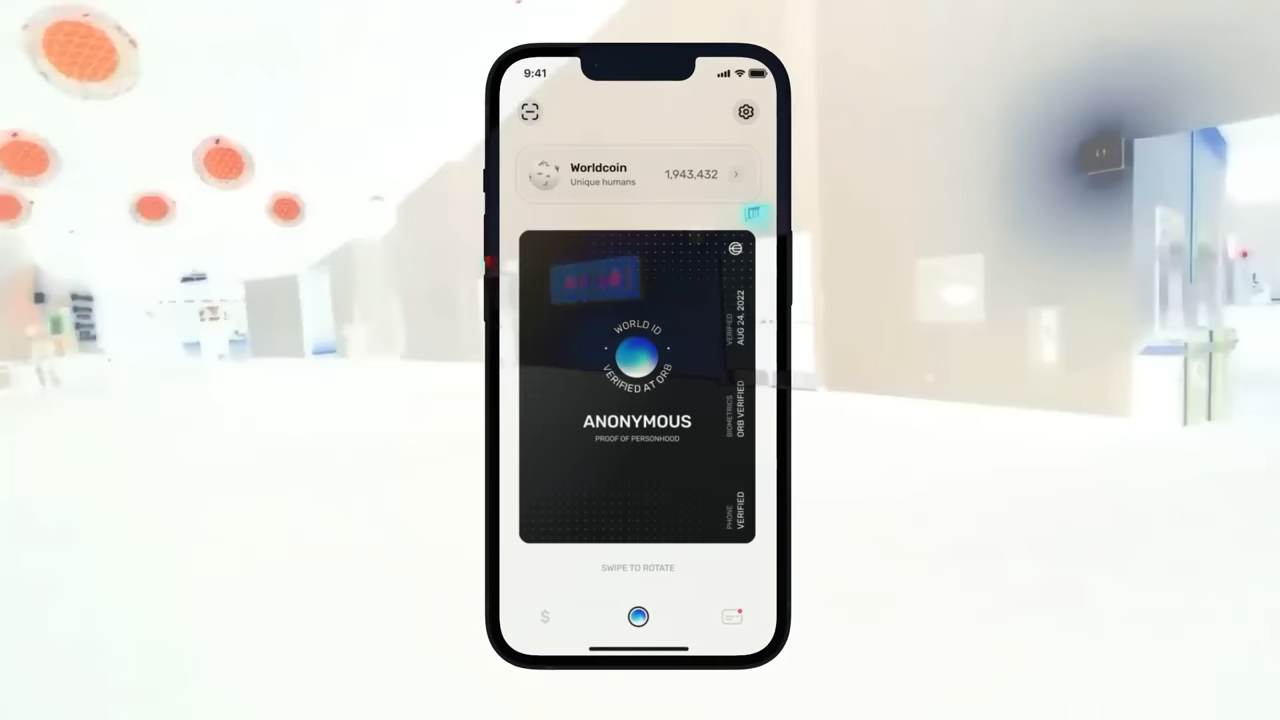 9:41
Worldcoin
Unique humans
1,943,432
WORLD ID
VERIFIED AT ORB
ANONYMOUS
PROOF OF PERSONHOOD
VERIFIED
AUG 24, 2022
BIOMETRICS
ORB VERIFIED
PHONE
VERIFIED
SWIPE TO ROTATE
$